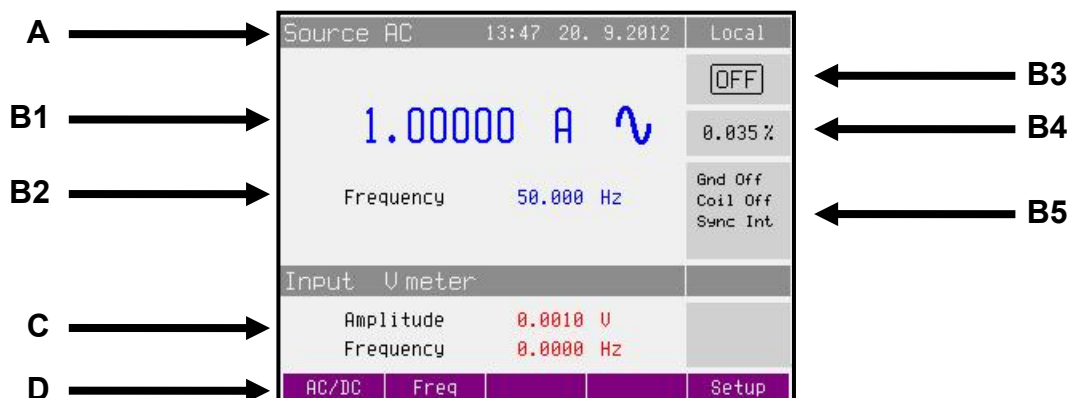 A Source AC 13:47 20. 9.2012 Local
OFF B3
B1 1.00000 A 0.035% B4
B2 Frequency 50.000 Hz
Gnd Off
Coil Off
Sync Int
B5
Input V meter
C
Amplitude 0.0010 V
Frequency 0.0000 Hz
D AC/DC Freq Setup